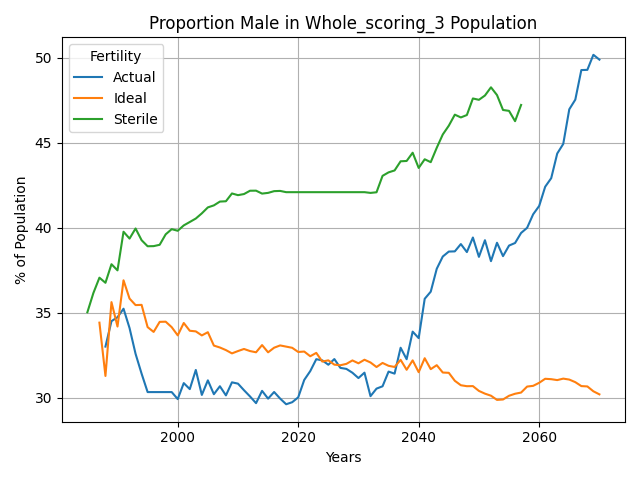 Proportion Male in Whole_scoring_3 Population
Fertility
Actual
Ideal
Sterile
% of Population
50
45
40
35
30
2000
2020
2040
2060
Years